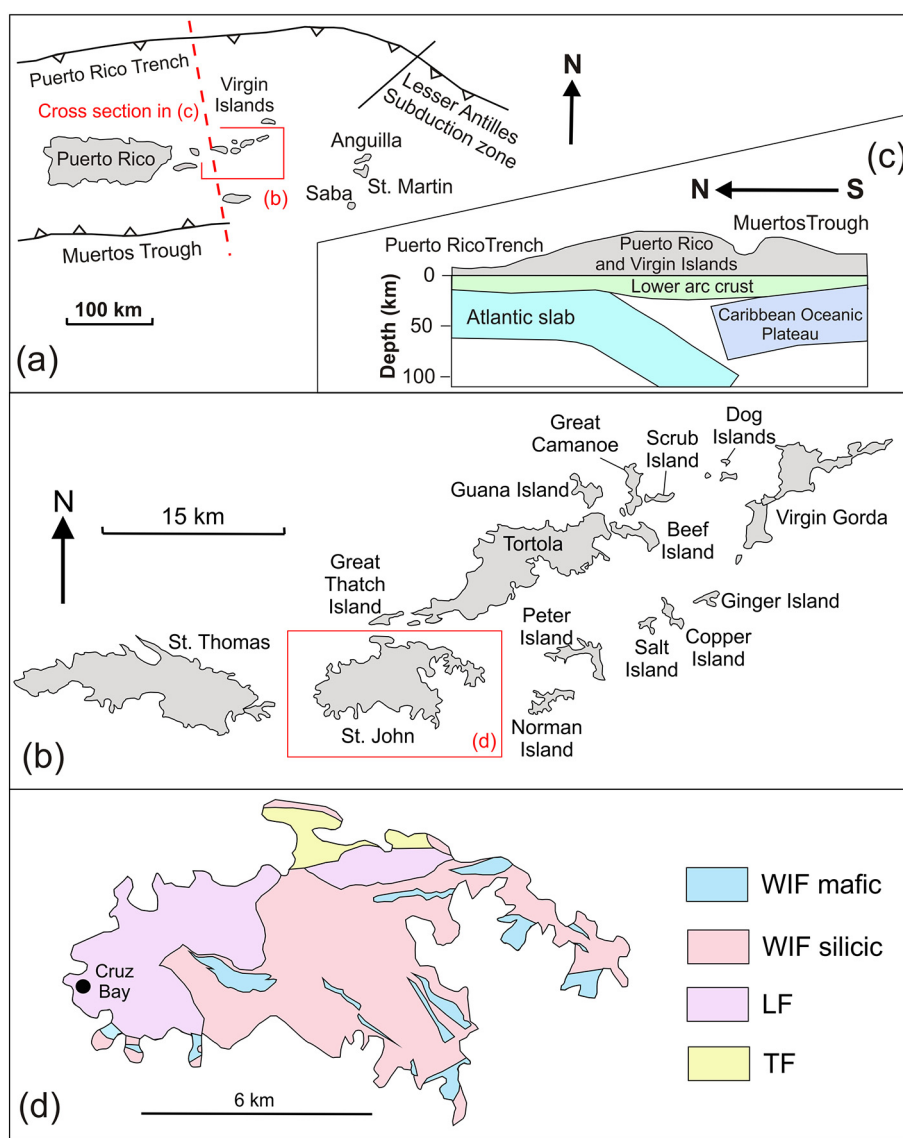 (a)
Puerto Rico Trench
Virgin
Islands
Cross section in (c)
Puerto Rico
(b)
Anguilla
St. Martin
Saba
Lesser Antilles
Subduction zone
N
Muertos Trough
100 km
(c)
N
S
Puerto RicoTrench
MuertosTrough
Puerto Rico
and Virgin Islands
Lower arc crust
Atlantic slab
Caribbean Oceanic
Plateau
Depth (km)
0
50
100
(b)
N
15 km
Great
Camanoe
Scrub
Island
Dog
Islands
Guana Island
Virgin Gorda
Tortola
Beef
Island
Great
Thatch
Island
Ginger Island
Peter
Island
Salt
Island
Copper
Island
St. Thomas
St. John
(d)
Norman
Island
(d)
Cruz
Bay
6 km
WIF mafic
WIF silicic
LF
TF